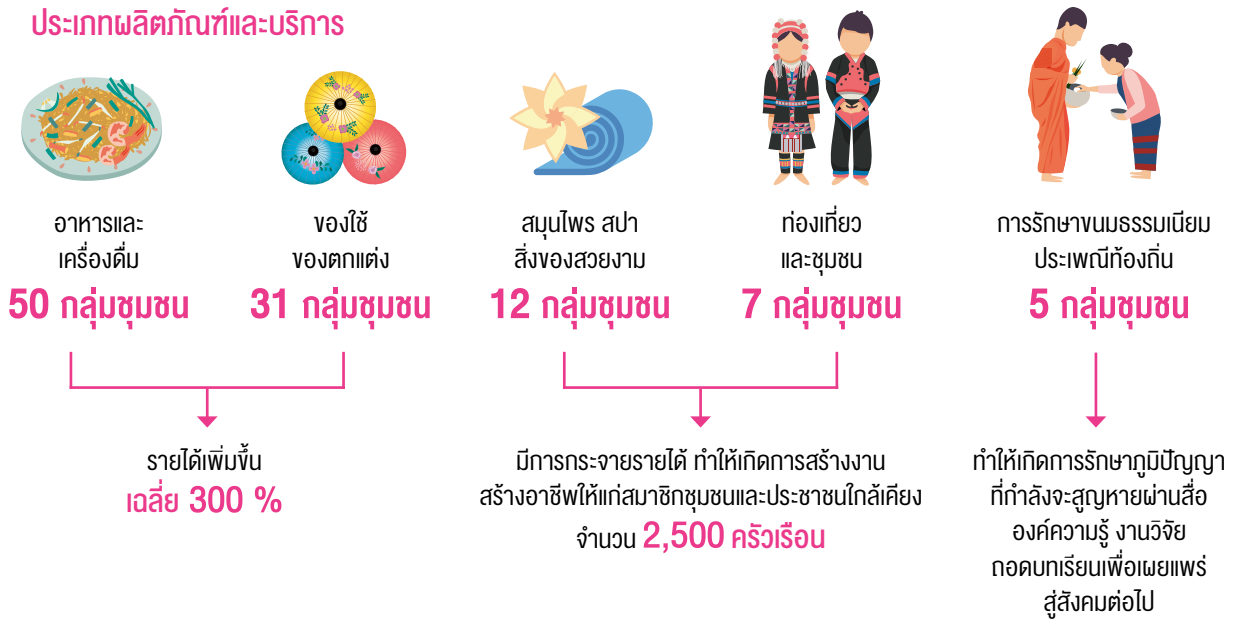 ประเภทผลิตภัณฑ์และบริการ
อาหารและ
เครื่องดื่ม
50 กลุ่มชุมชน
ของใช้
ของตกแต่ง
31 กลุ่มชุมชน
สมุนไพร สปา
สิ่งของสวยงาม
12 กลุ่มชุมชน
ท่องเที่ยว
และชุมชน
7 กลุ่มชุมชน
การรักษาขนมธรรมเนียม
ประเพณีท้องถิ่น
5 กลุ่มชุมชน
รายได้เพิ่มขึ้น
เฉลี่ย 300 %
มีการกระจายรายได้ ทำให้เกิดการสร้างงาน
สร้างอาชีพให้แก่สมาชิกชุมชนและประชาชนใกล้เคียง
จำนวน 2,500 ครัวเรือน
ทำให้เกิดการรักษาภูมิปัญญา
ที่กำลังจะสูญหายผ่านสื่อ
องค์ความรู้ งานวิจัย
ถอดบทเรียนเพื่อเผยแพร่
สู่สังคมต่อไป